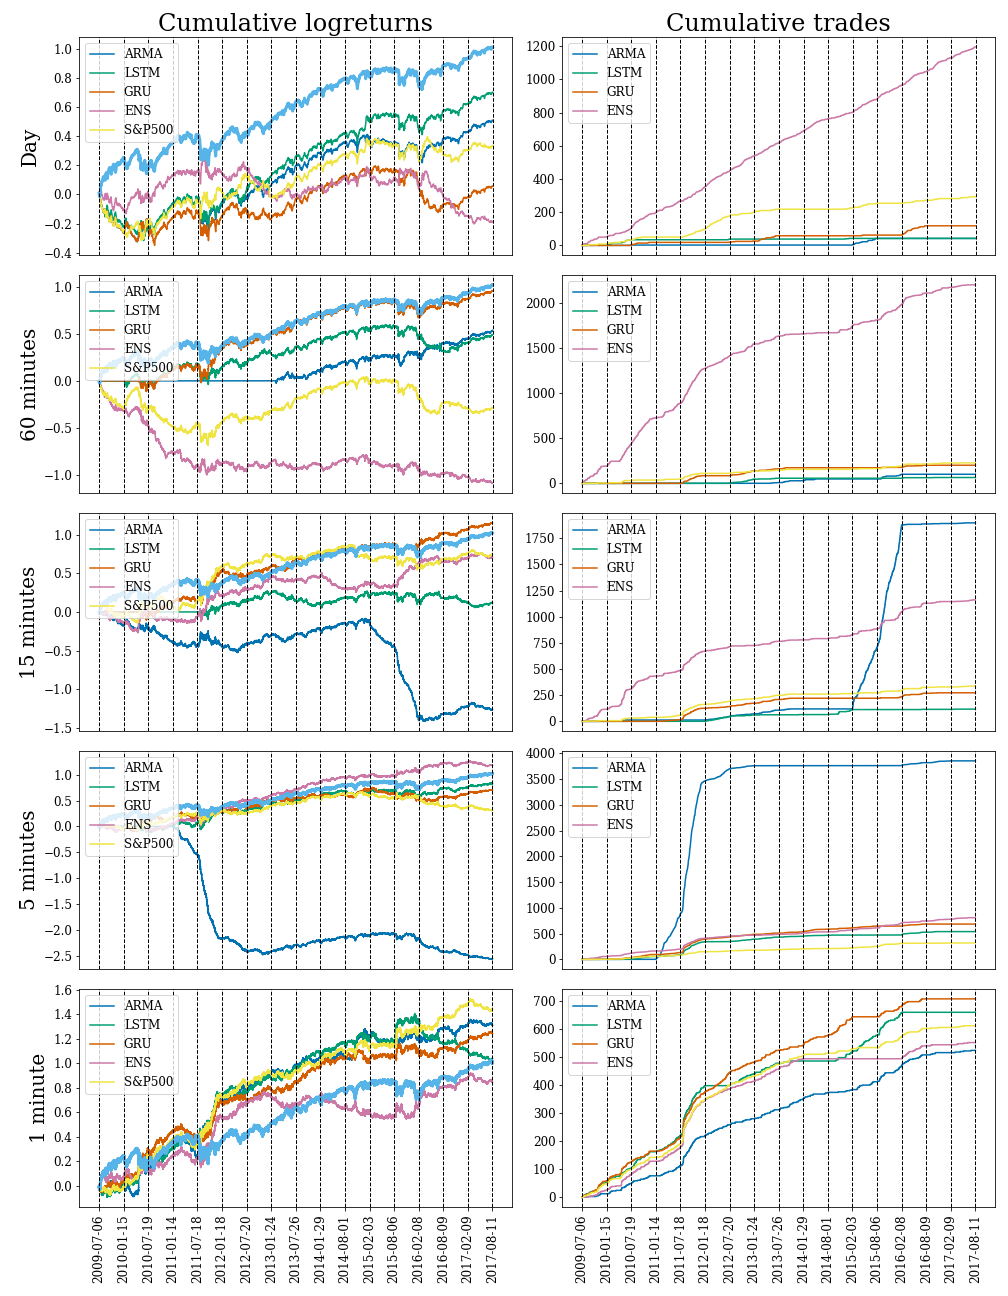 Cumulative logreturns
Cumulative trades
Day
1.0
0.8
0.6
0.4
0.2
0.0
−0.2
−0.4
ARMA
LSTM
GRU
ENS
S&P500
1200
1000
800
600
400
200
0
ARMA
LSTM
GRU
ENS
60 minutes
1.0
0.5
0.0
−0.5
−1.0
ARMA
LSTM
GRU
ENS
S&P500
2000
1500
1000
500
0
ARMA
LSTM
GRU
ENS
15 minutes
1.0
0.5
0.0
−0.5
−1.0
−1.5
ARMA
LSTM
GRU
ENS
S&P500
1750
1500
1250
1000
750
500
250
0
ARMA
LSTM
GRU
ENS
5 minutes
1.0
0.5
0.0
−0.5
−1.0
−1.5
−2.0
−2.5
ARMA
LSTM
GRU
ENS
S&P500
4000
3500
3000
2500
2000
1500
1000
500
0
ARMA
LSTM
GRU
ENS
1 minute
1.6
1.4
1.2
1.0
0.8
0.6
0.4
0.2
0.0
ARMA
LSTM
GRU
ENS
S&P500
700
600
500
400
300
200
100
0
ARMA
LSTM
GRU
ENS
2009-07-06
2010-01-15
2010-07-19
2011-01-14
2011-07-18
2012-01-18
2012-07-20
2013-01-24
2013-07-26
2014-01-29
2014-08-01
2015-02-03
2015-08-06
2016-02-08
2016-08-09
2017-02-09
2017-08-11
2009-07-06
2010-01-15
2010-07-19
2011-01-14
2011-07-18
2012-01-18
2012-07-20
2013-01-24
2013-07-26
2014-01-29
2014-08-01
2015-02-03
2015-08-06
2016-02-08
2016-08-09
2017-02-09
2017-08-11